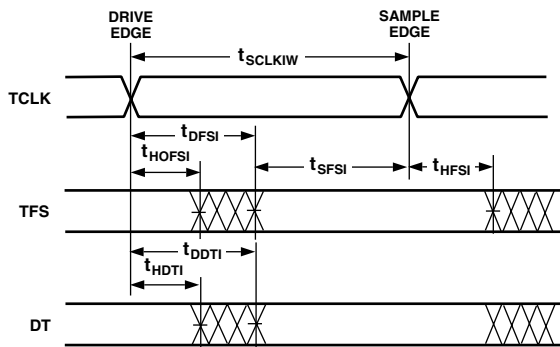 DRIVE
EDGE
SAMPLE
EDGE
tSCLKIW
TCLK
tDFSI
tHOFSI
tSFSI
tHFSI
TFS
tDDTI
tHDTI
DT